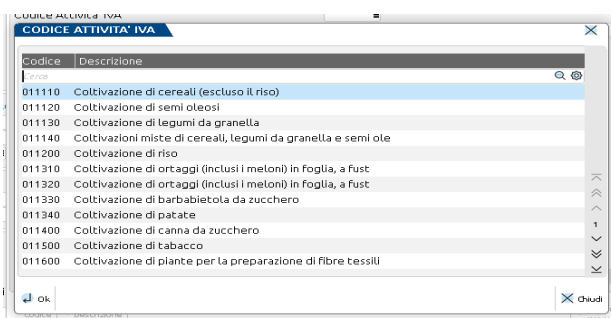 Codice Attivita' IVA
CODICE ATTIVITA' IVA
Codice Descrizione
Cerca
011110 Coltivazione di cereali (escluso il riso)
011120 Coltivazione di semi oleosi
011130 Coltivazione di legumi da granella
011140 Coltivazioni miste di cereali, legumi da granella e semi ole
011200 Coltivazione di riso
011310 Coltivazione di ortaggi (inclusi i meloni) in foglia, a fust
011320 Coltivazione di ortaggi (inclusi i meloni) in foglia, a fust
011330 Coltivazione di barbabietola da zucchero
011340 Coltivazione di patate
011400 Coltivazione di canna da zucchero
011500 Coltivazione di tabacco
011600 Coltivazione di piante per la preparazione di fibre tessili
1
Ok Chiudi
Codice Descrizione